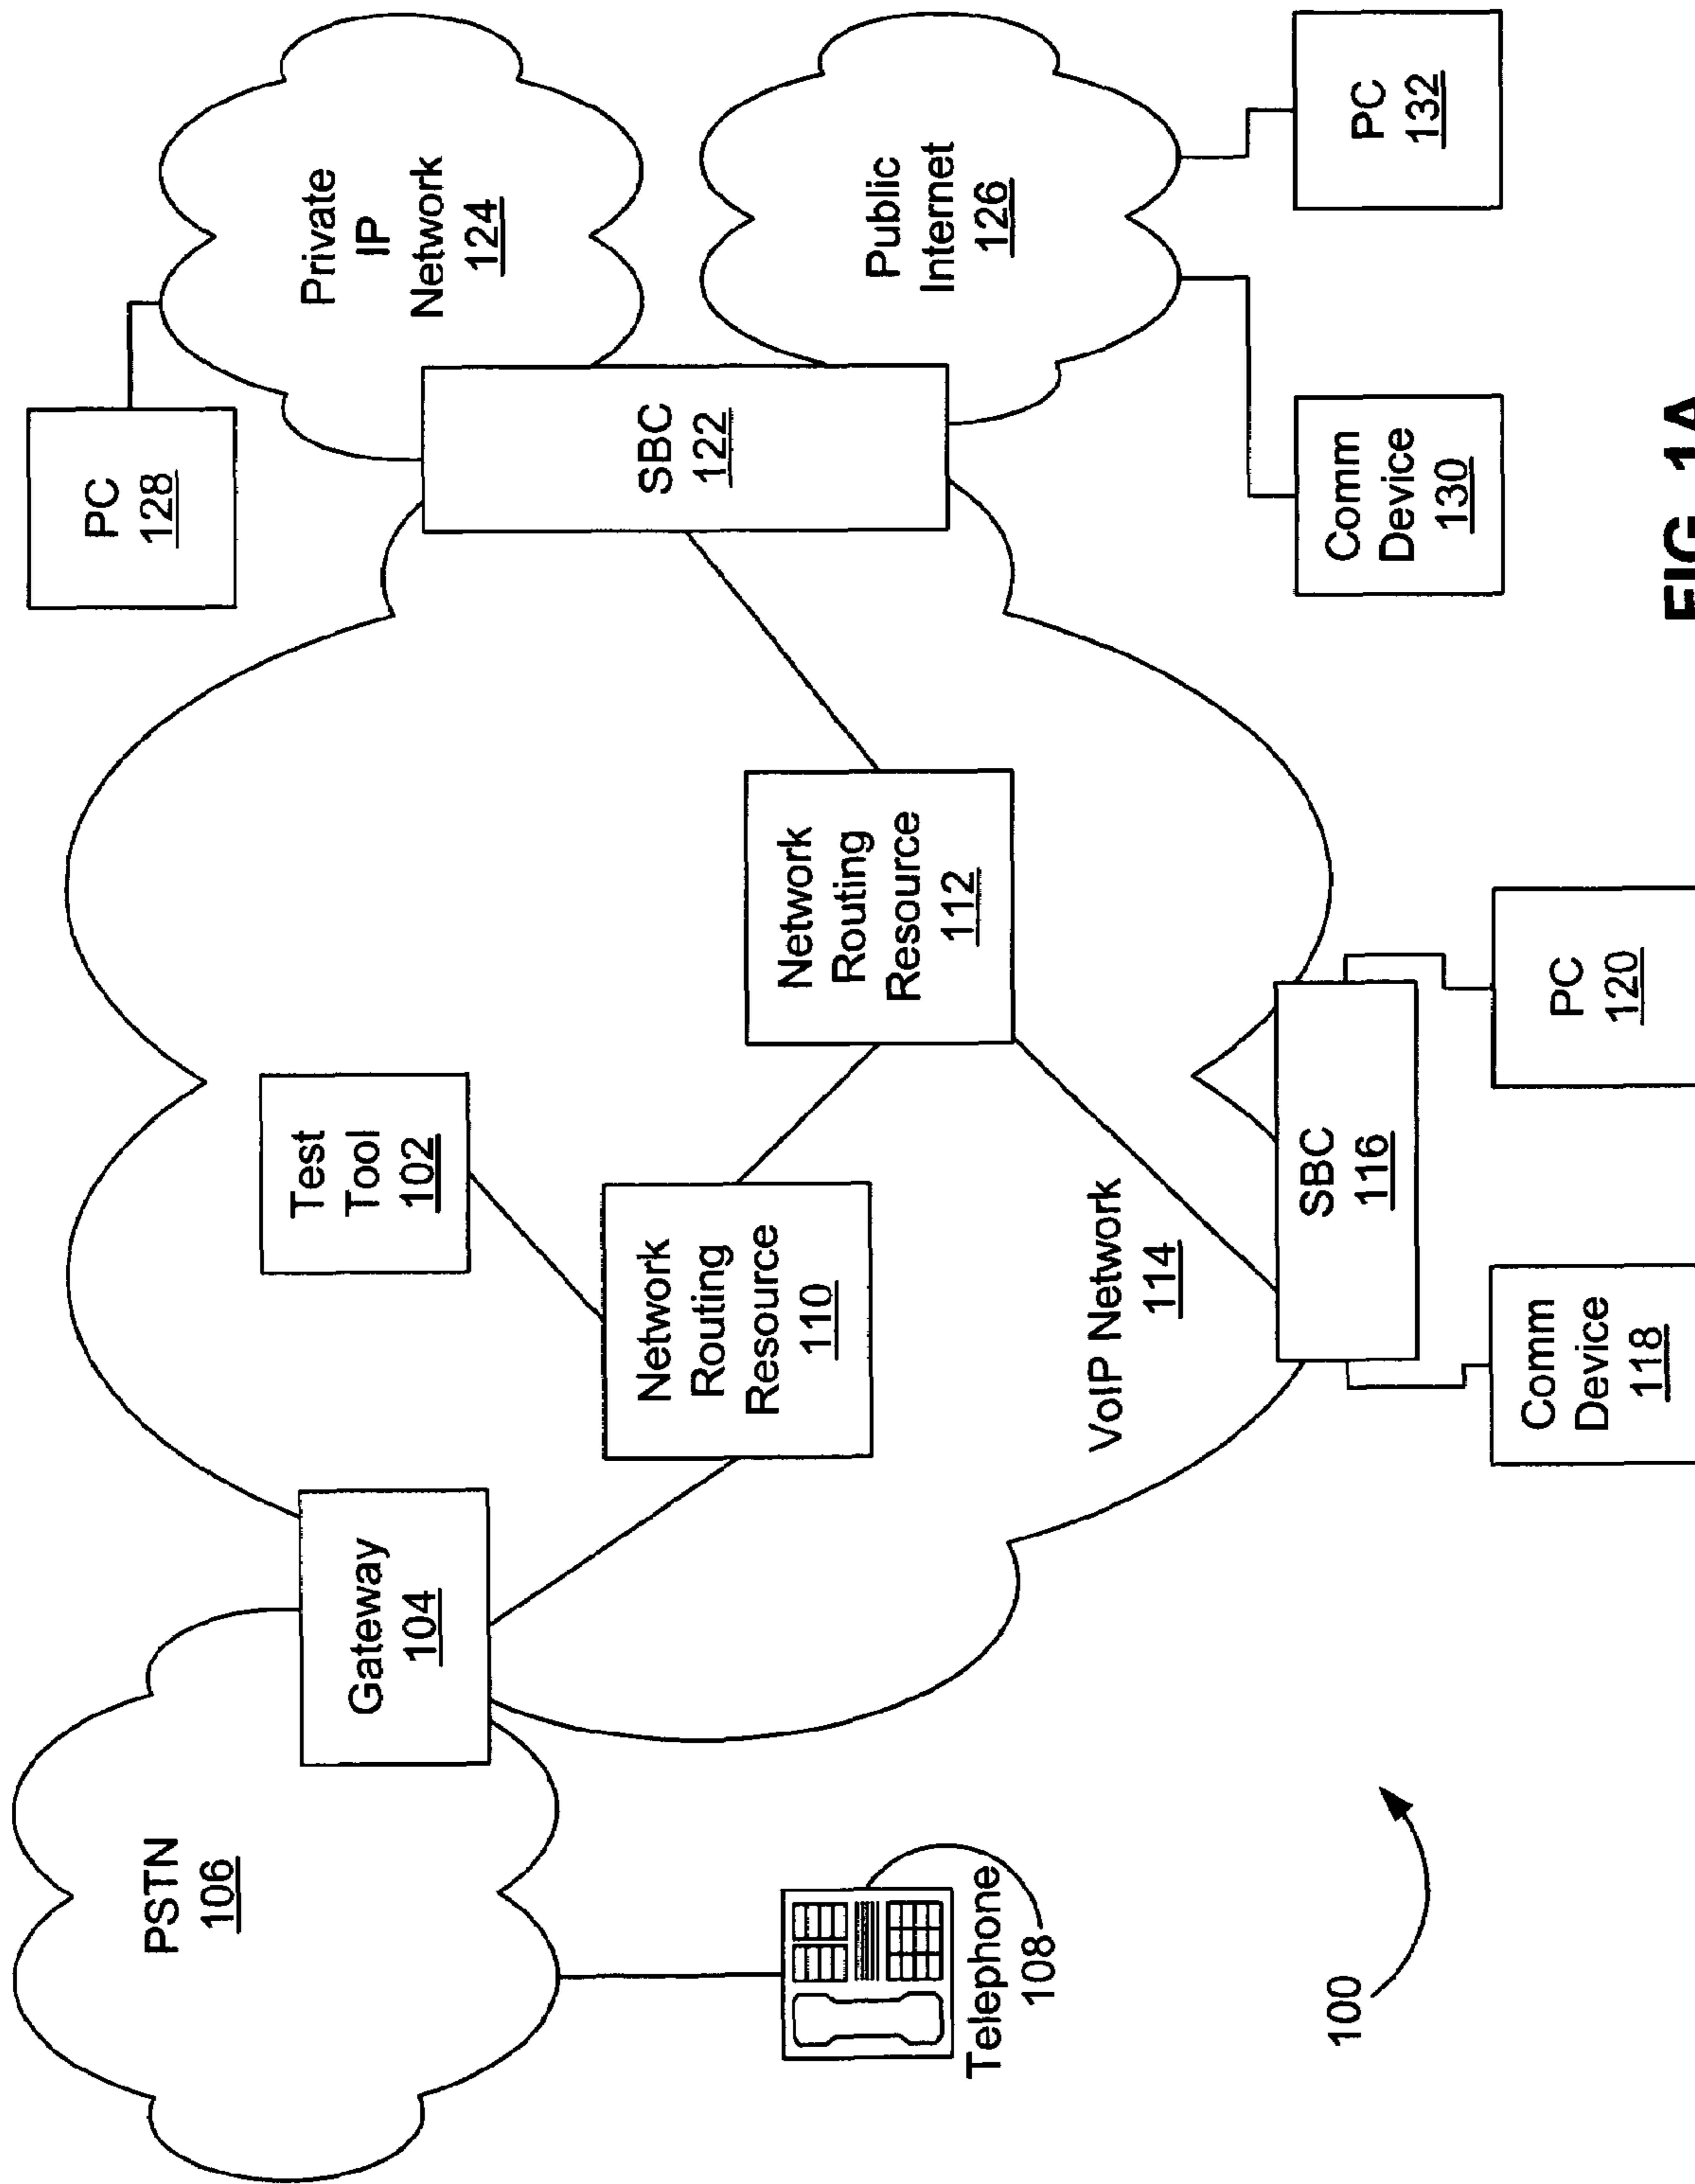 PSTN
106
Gateway
104
Telephone
108
100
Test
Tool
102
Network
Routing
Resource
110
Network
Routing
Resource
112
VoIP Network
114
SBC
116
Comm
Device
118
PC
120
SBC
122
PC
128
Private
IP
Network
124
Public
Internet
126
Comm
Device
130
PC
132
FIG. 1A